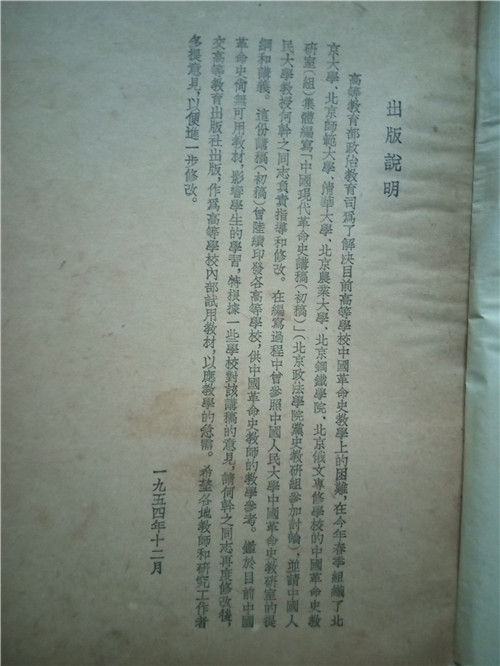 出版說明
高等教育部政治教育司爲了解决目前高等學校中國革命史教學上的困難，在今年春季組織了北
京大學、北京師範大學、清華大學、北京農業大學、北京鋼鐵學院、北京俄文專修學校的中國革命史教
研室（組）集體編寫「中國現代革命史講稿（初稿）」（北京政法學院黨史教研組參加討論），並請中國人
民大學教授何幹之同志負責指導和修改。在編寫過程中曾參照中國人民大學中國革命史教研室的提
綱和講義。這份講稿（初稿）曾陸續印發各高等學校，供中國革命史教師的教學參考。鑑於目前中國
革命史尙無可用教材，影響學生的學習，特根據一些學校對該講稿的意見，請何幹之同志再度修改後，
交高等教育出版社出版，作爲高等學校內部試用教材，以應教學的急需。希望各地教師和研究工作者
多提意見，以便進一步修改。
一九五四年十二月